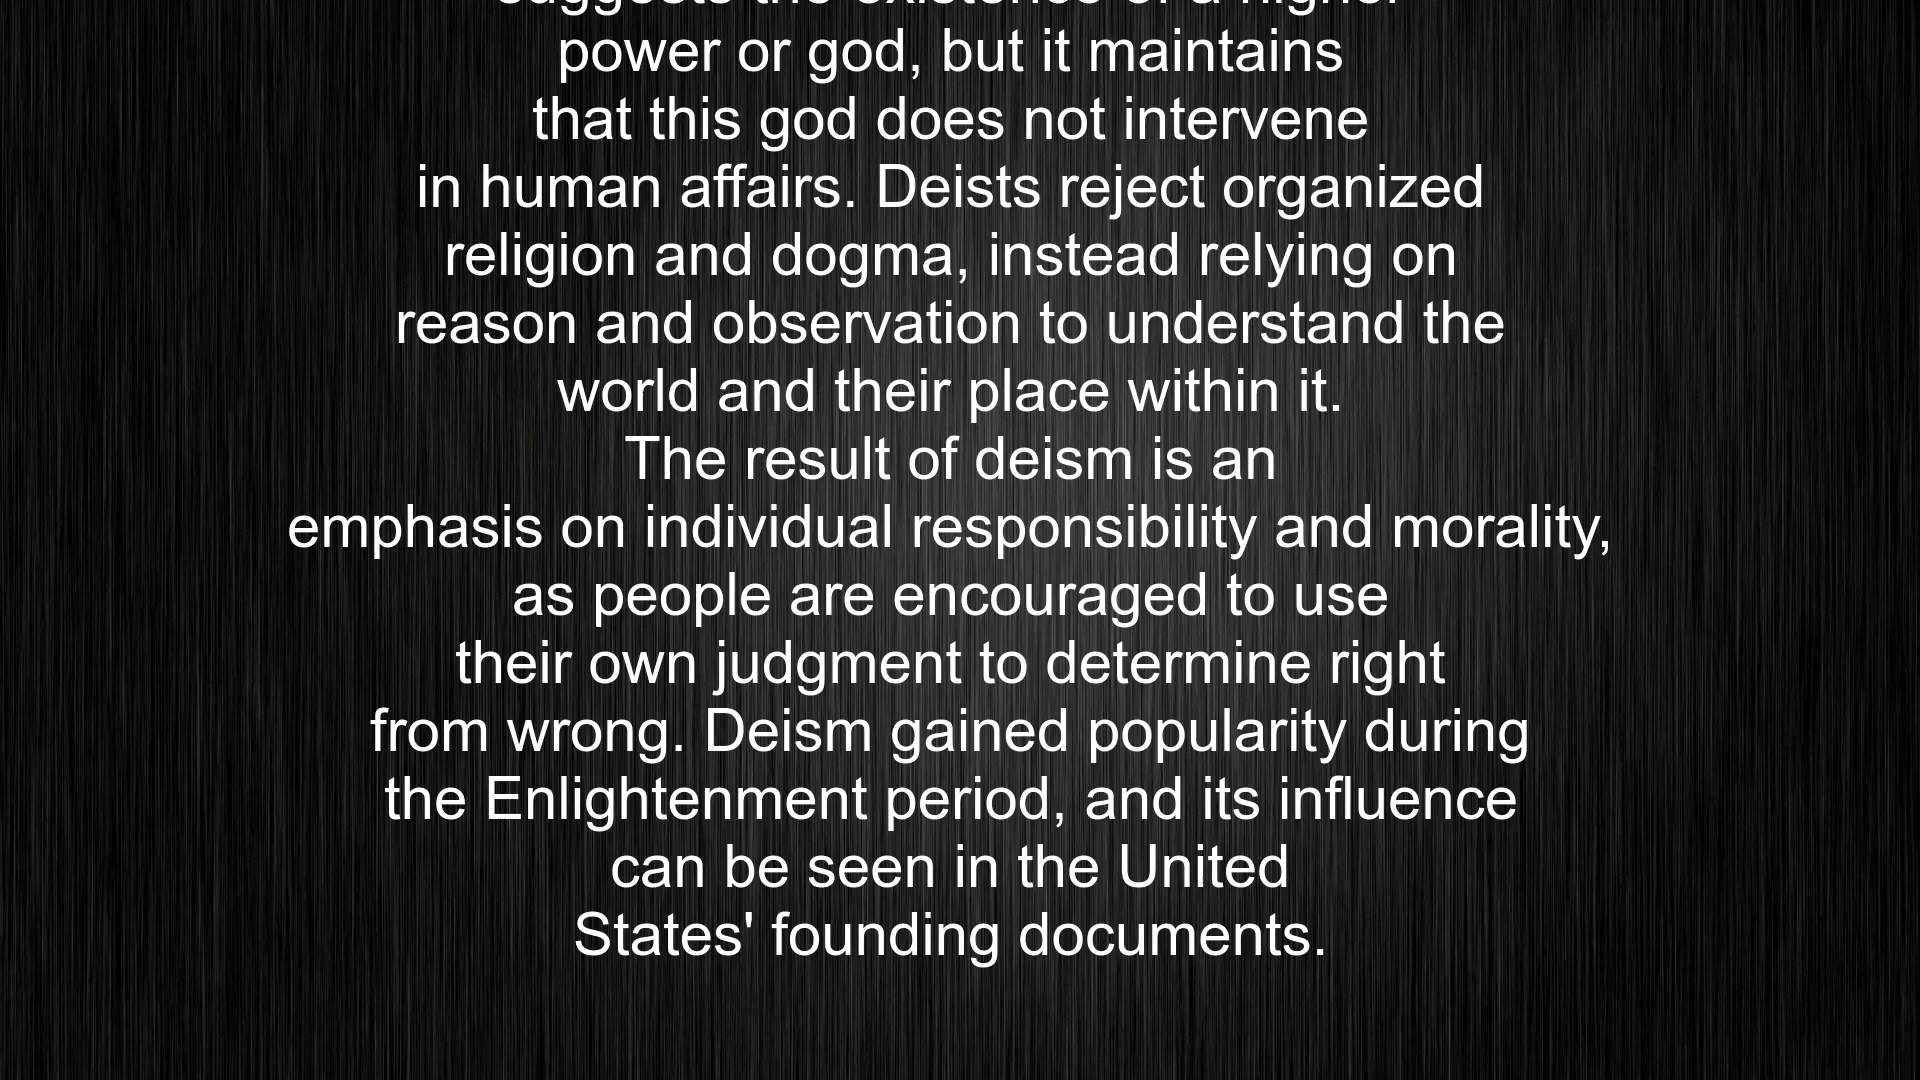 suggests the existence of a higher
power or god, but it maintains
that this god does not intervene
in human affairs. Deists reject organized
religion and dogma, instead relying on
reason and observation to understand the
world and their place within it.
The result of deism is an
emphasis on individual responsibility and morality,
as people are encouraged to use
their own judgment to determine right
from wrong. Deism gained popularity during
the Enlightenment period, and its influence
can be seen in the United
States' founding documents.